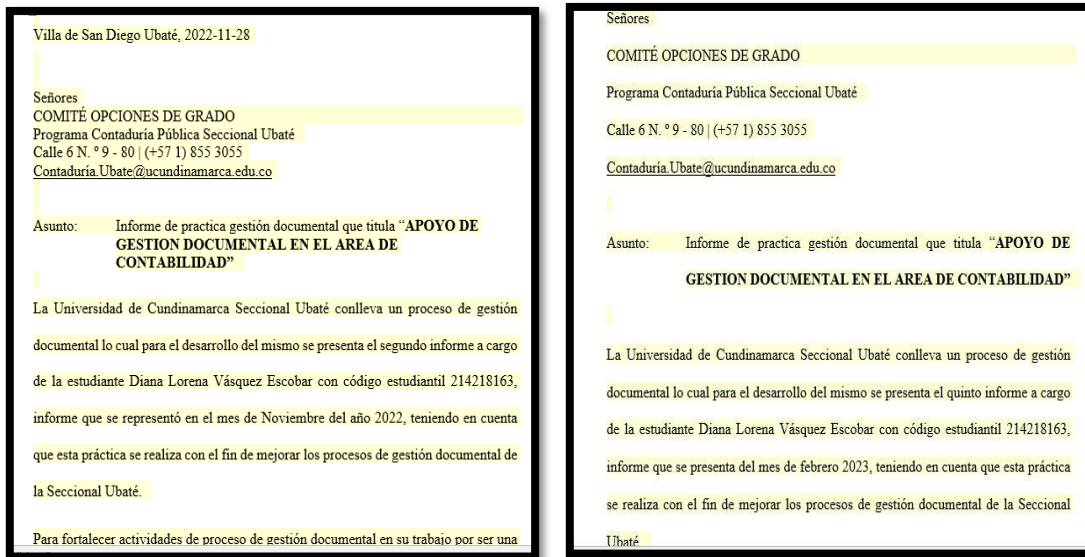 Villa de San Diego Ubaté, 2022-11-28
Señores
COMITÉ OPCIONES DE GRADO
Programa Contaduría Pública Seccional Ubaté
Calle 6 N. º 9 - 80 | (+57 1) 855 3055
Contaduría.Ubate@ucundinamarca.edu.co
Asunto: Informe de practica gestión documental que titula “APOYO DE
GESTION DOCUMENTAL EN EL AREA DE
CONTABILIDAD”
La Universidad de Cundinamarca Seccional Ubaté conlleva un proceso de gestión
documental lo cual para el desarrollo del mismo se presenta el segundo informe a cargo
de la estudiante Diana Lorena Vásquez Escobar con código estudiantil 214218163,
informe que se representó en el mes de Noviembre del año 2022, teniendo en cuenta
que esta práctica se realiza con el fin de mejorar los procesos de gestión documental de
la Seccional Ubaté.
Para fortalecer actividades de proceso de gestión documental en su trabajo por ser una
Señores
COMITÉ OPCIONES DE GRADO
Programa Contaduría Pública Seccional Ubaté
Calle 6 N. º 9 - 80 | (+57 1) 855 3055
Contaduría.Ubate@ucundinamarca.edu.co
Asunto: Informe de practica gestión documental que titula “APOYO DE
GESTION DOCUMENTAL EN EL AREA DE CONTABILIDAD”
La Universidad de Cundinamarca Seccional Ubaté conlleva un proceso de gestión
documental lo cual para el desarrollo del mismo se presenta el quinto informe a cargo
de la estudiante Diana Lorena Vásquez Escobar con código estudiantil 214218163,
informe que se presenta del mes de febrero 2023, teniendo en cuenta que esta práctica
se realiza con el fin de mejorar los procesos de gestión documental de la Seccional
Ubaté